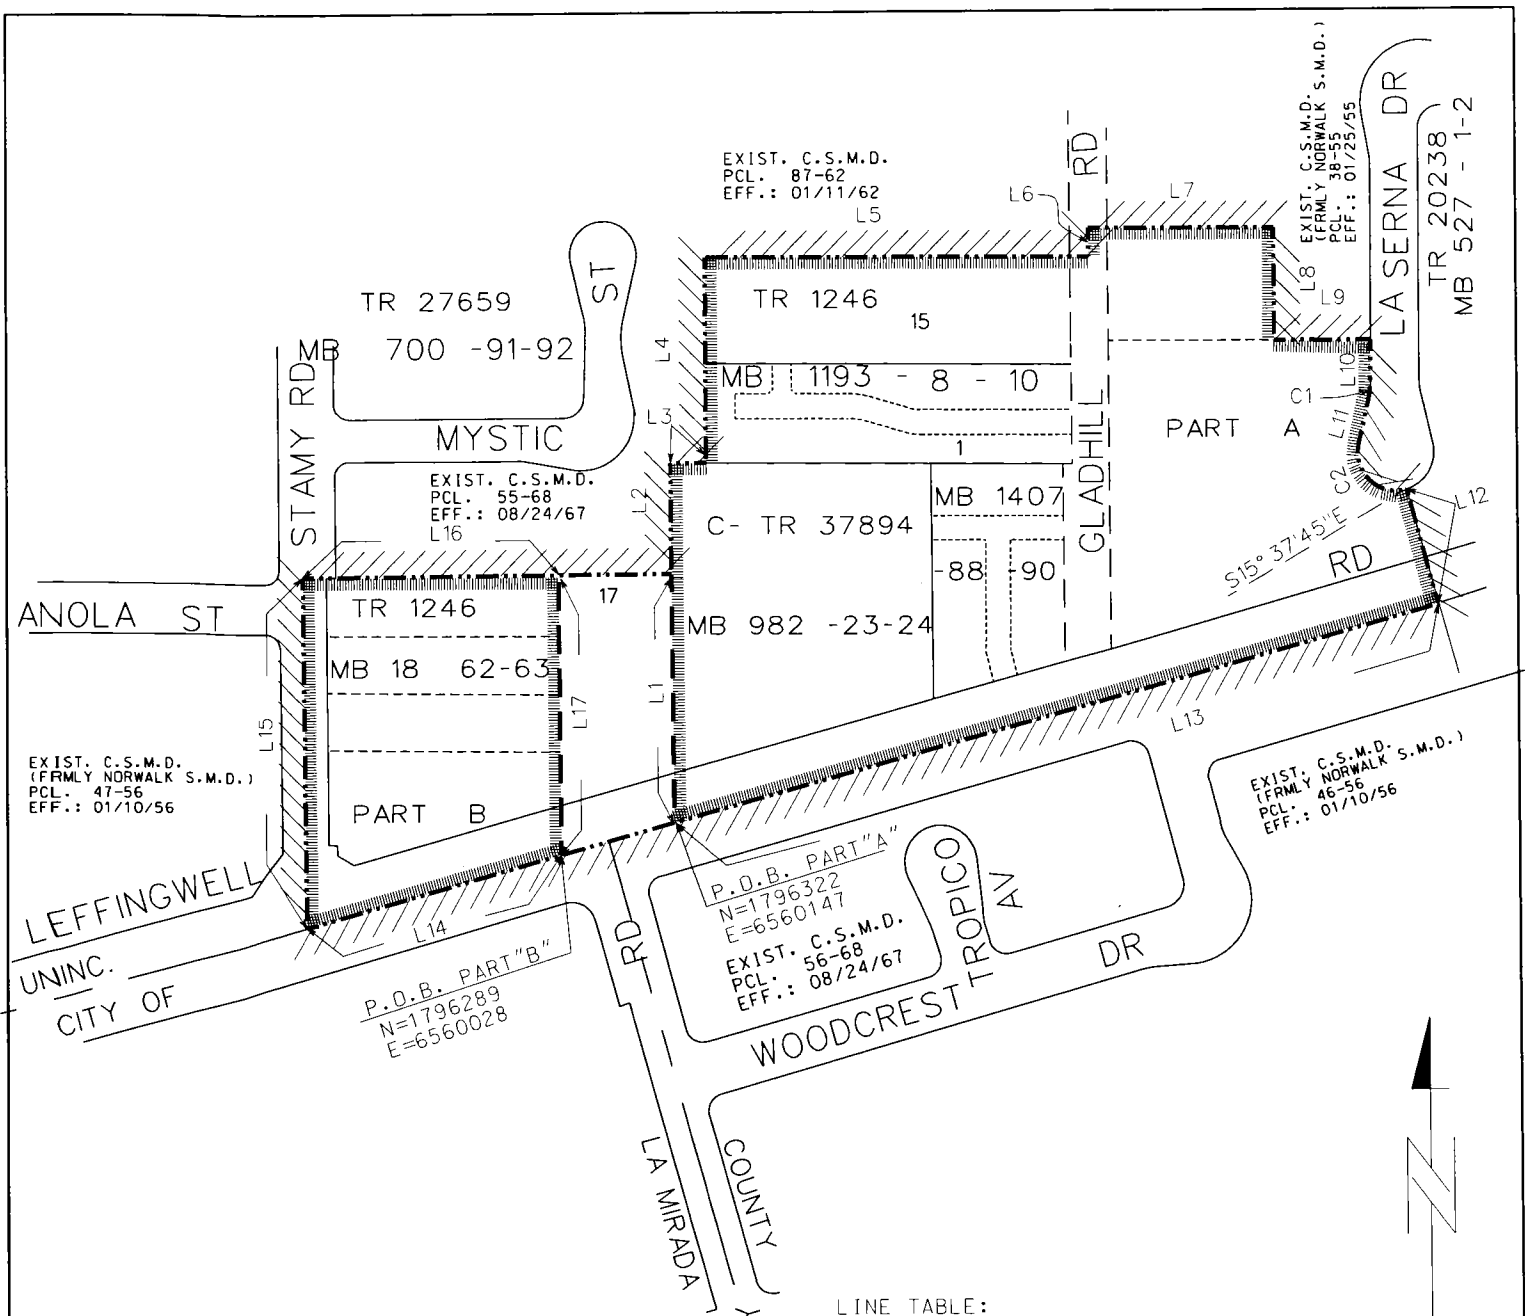 EXIST. C.S.M.D.
PCL. 87-62
EFF.: 01/11/62
L5
L6
RD
L7
EXIST. C.S.M.D.
(FRMLY NORWALK S.M.D.)
PCL. 38-55
EFF.: 01/25/55
LA SERNA DR
TR 20238
MB 527 - 1-2
L8
L9
L10
C1
L11
C2
L12
TR 27659
MB 700 -91-92
ST
L4
TR 1246
15
MB 1193 - 8 - 10
1
GLADHILL
PART A
L3
STAMY RD
MYSTIC
EXIST. C.S.M.D.
PCL. 55-68
EFF.: 08/24/67
L16
L2
C- TR 37894
MB 982 -23-24
MB 1407
-88 -90
S15° 37'45"E
RD
ANOLA ST
TR 1246
17
MB 18 62-63
L15
L17
L1
PART B
L13
EXIST. C.S.M.D.
(FRMLY NORWALK S.M.D.)
PCL. 47-56
EFF.: 01/10/56
EXIST. C.S.M.D.
(FRMLY NORWALK S.M.D.)
PCL. 46-56
EFF.: 01/10/56
LEFFINGWELL
L14
UNINC.
CITY OF
P.O.B. PART"B"
N=1796289
E=6560028
RD
P.O.B. PART"A"
N=1796322
E=6560147
EXIST. C.S.M.D.
PCL. 56-68
EFF.: 08/24/67
TROPICO
AV
WOODCREST
DR
LA MIRADA
COUNTY
N
LINE TABLE: